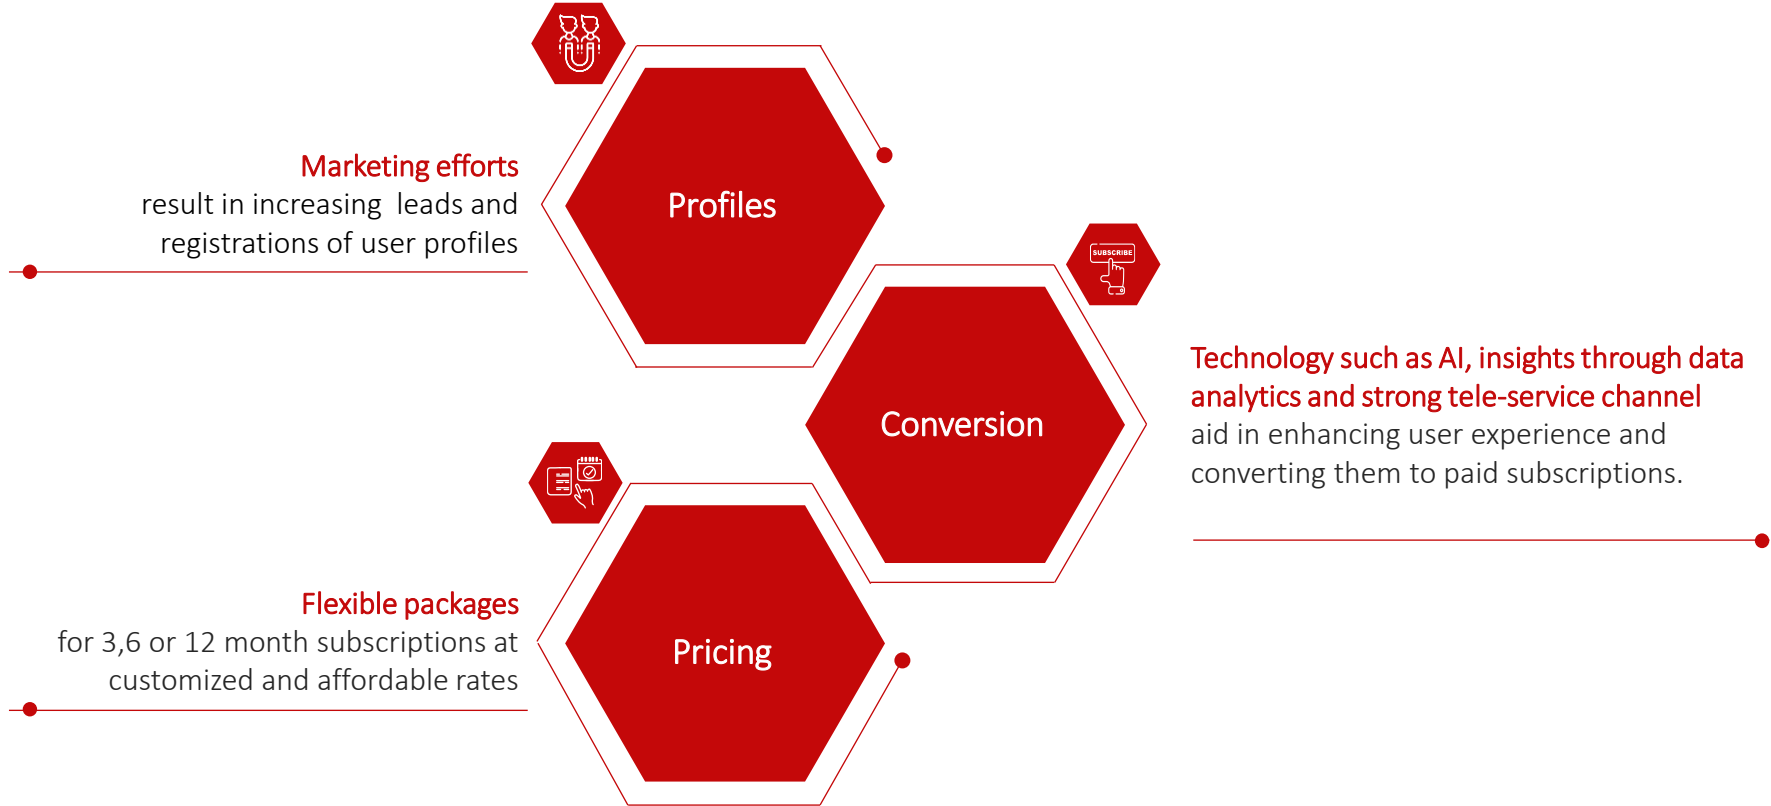 Marketing efforts
result in increasing leads and
registrations of user profiles
Profiles
SUBSCRIBE
Conversion
Technology such as AI, insights through data
analytics and strong tele-service channel
aid in enhancing user experience and
converting them to paid subscriptions.
Flexible packages
for 3,6 or 12 month subscriptions at
customized and affordable rates
Pricing